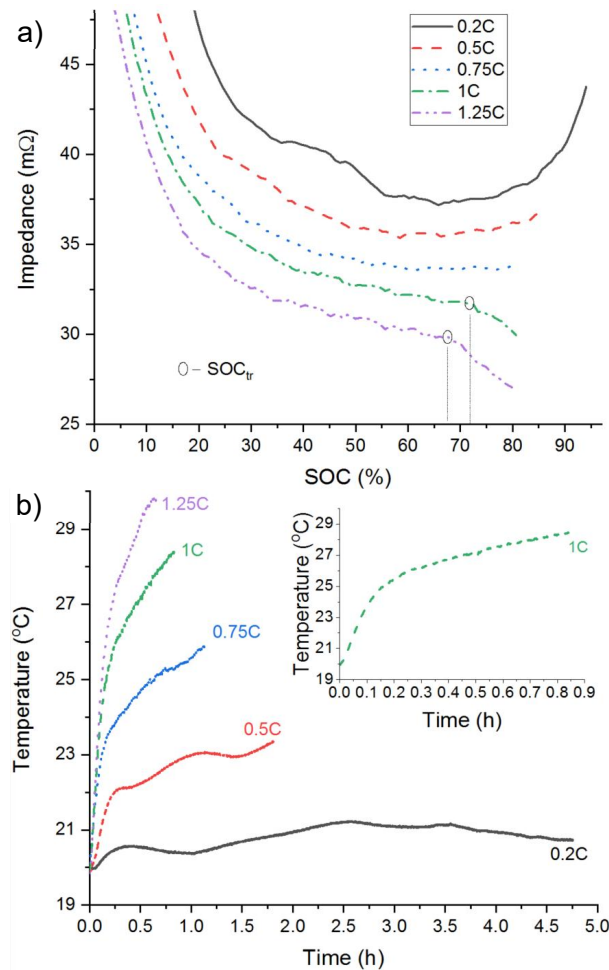 a)
45
40
35
30
25
Impedance (mΩ)
0.2C
0.5C
0.75C
1C
1.25C
O – SOCtr
0 10 20 30 40 50 60 70 80 90
SOC (%)
b)
29
27
25
23
21
19
Temperature (oC)
1.25C
1C
0.75C
0.5C
0.2C
0.0 0.5 1.0 1.5 2.0 2.5 3.0 3.5 4.0 4.5 5.0
Time (h)
29
27
25
23
21
19
Temperature (oC)
1C
0.0 0.1 0.2 0.3 0.4 0.5 0.6 0.7 0.8 0.9
Time (h)